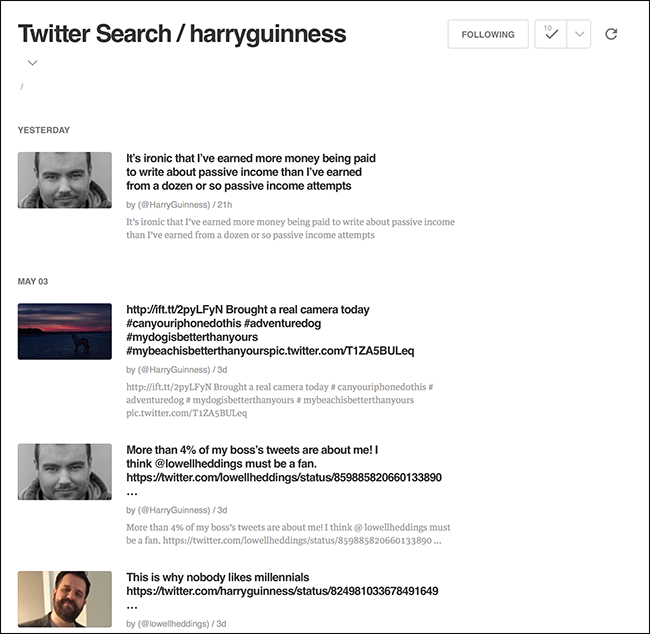 Twitter Search / harryguinness
FOLLOWING
10
/
YESTERDAY
It’s ironic that I’ve earned more money being paid
to write about passive income than I’ve earned
from a dozen or so passive income attempts
by (@HarryGuinness) / 21h
It's ironic that I've earned more money being paid to write about passive income
than I've earned from a dozen or so passive income attempts
MAY 03
http://ift.tt/2pyLFyN Brought a real camera today
#canyouriphonedothis #adventuredog
#mydogisbetterthanyours
#mybeachisbetterthanyourspic.twitter.com/T1ZA5BULeq
by (@HarryGuinness) / 3d
http://ift.tt/2pyLFyN Brought a real camera today # canyouriphonedothis #
adventuredog # mydogisbetterthanyours # mybeachisbetterthanyours
pic.twitter.com/T1ZA5BULeq
More than 4% of my boss’s tweets are about me! I
think @lowellheddings must be a fan.
https://twitter.com/lowellheddings/status/859885820660133890
…
by (@HarryGuinness) / 3d
More than 4% of my boss's tweets are about me! I think @ lowellheddings must
be a fan. https://twitter.com/lowellheddings/status/859885820660133890 ...
This is why nobody likes millennials
https://twitter.com/harryguinness/status/824981033678491649
…
by (@lowellheddings) / 3d